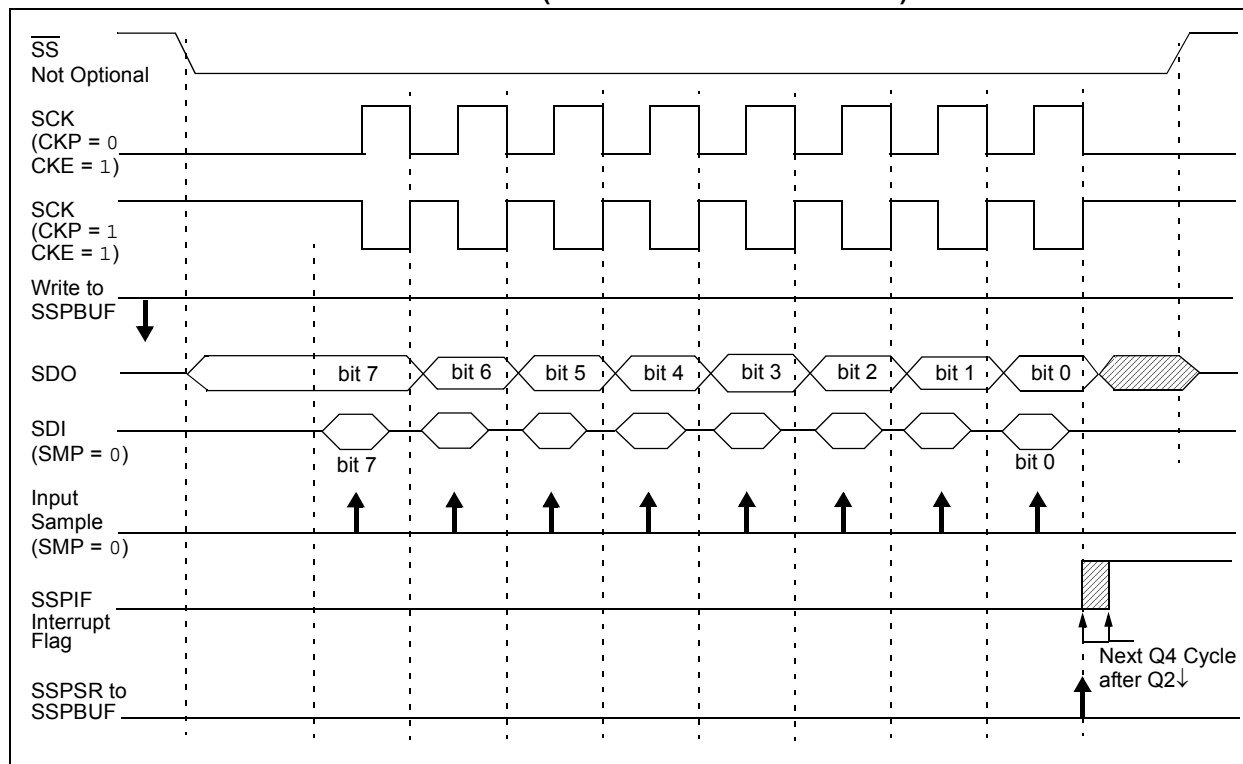 SS
Not Optional
SCK
(CKP = 0
CKE = 1)
SCK
(CKP = 1
CKE = 1)
Write to
SSPBUF
SDO
bit 7 bit 6 bit 5 bit 4 bit 3 bit 2 bit 1 bit 0
SDI
(SMP = 0)
bit 7 bit 0
Input
Sample
(SMP = 0)
SSPIF
Interrupt
Flag
Next Q4 Cycle
after Q2↓
SSPSR to
SSPBUF